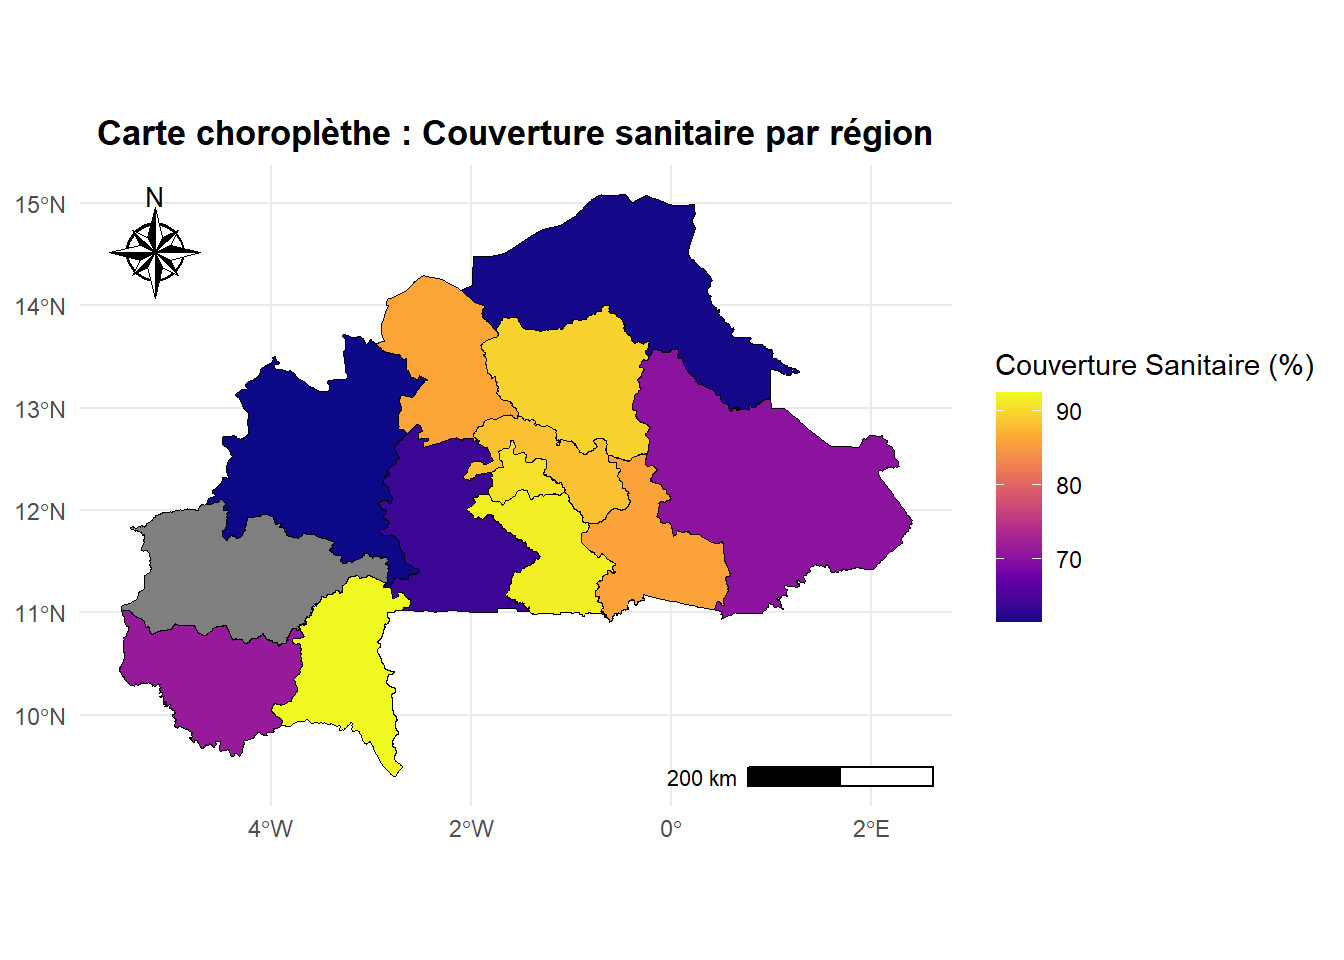 Carte choroplèthe : Couverture sanitaire par région
N
15°N
14°N
13°N
12°N
11°N
10°N
4°W
2°W
0°
2°E
200 km
Couverture Sanitaire (%)
90
80
70